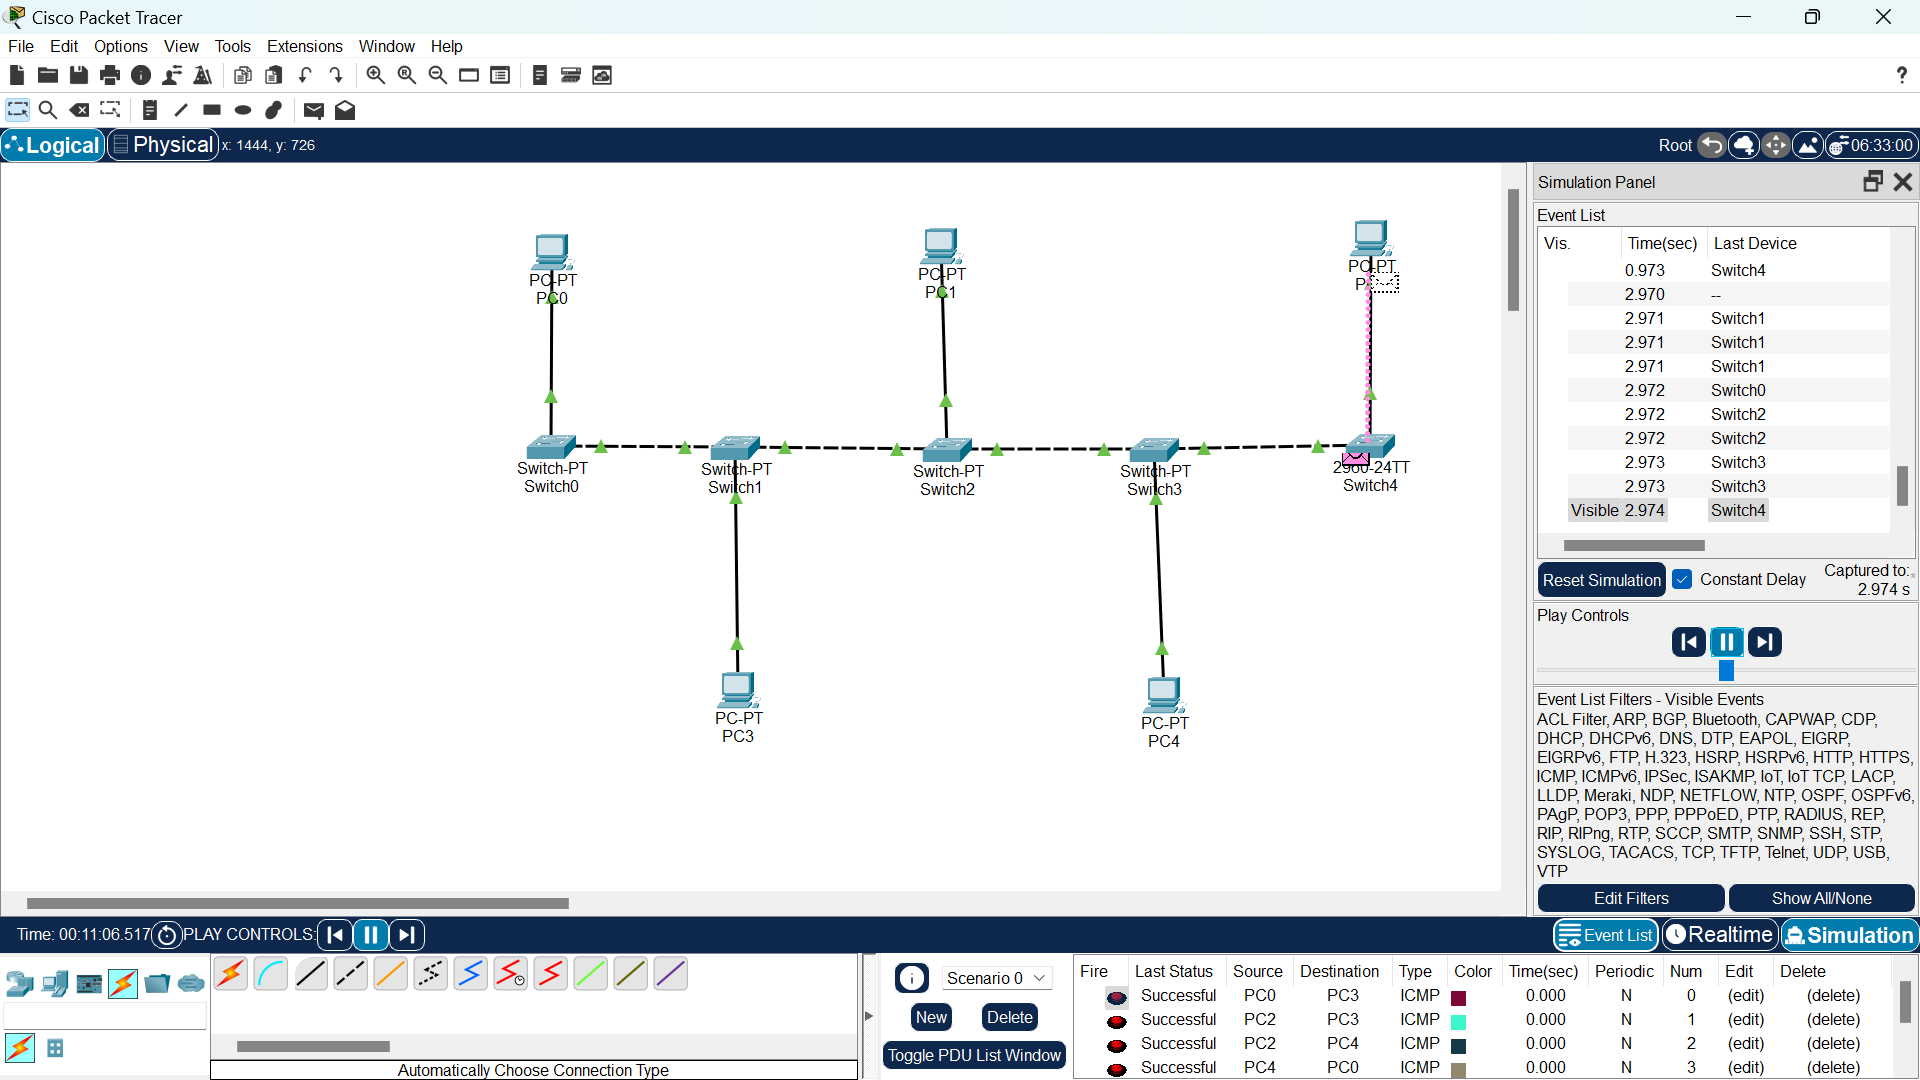 Cisco Packet Tracer
File Edit Options View Tools Extensions Window Help
?
Logical Physical x: 1444, y: 726
Root 06:33:00
PC-PT
PC0
PC-PT
PC1
PC-PT
Switch-PT
Switch0
Switch-PT
Switch1
Switch-PT
Switch2
Switch-PT
Switch3
2960-24TT
Switch4
PC-PT
PC3
PC-PT
PC4
Simulation Panel
Event List
Vis. Time(sec) Last Device
0.973 Switch4
2.970 --
2.971 Switch1
2.971 Switch1
2.971 Switch1
2.972 Switch0
2.972 Switch2
2.972 Switch2
2.973 Switch3
2.973 Switch3
Visible 2.974 Switch4
Reset Simulation Constant Delay Captured to:*
2.974 s
Play Controls
Event List Filters - Visible Events
ACL Filter, ARP, BGP, Bluetooth, CAPWAP, CDP,
DHCP, DHCPv6, DNS, DTP, EAPOL, EIGRP,
EIGRPv6, FTP, H.323, HSRP, HSRPv6, HTTP, HTTPS,
ICMP, ICMPv6, IPSec, ISAKMP, IoT, IoT TCP, LACP,
LLDP, Meraki, NDP, NETFLOW, NTP, OSPF, OSPFv6,
PAgP, POP3, PPP, PPPoED, PTP, RADIUS, REP,
RIP, RIPng, RTP, SCCP, SMTP, SNMP, SSH, STP,
SYSLOG, TACACS, TCP, TFTP, Telnet, UDP, USB,
VTP
Edit Filters Show All/None
Time: 00:11:06.517 PLAY CONTROLS:
Event List Realtime Simulation
Automatically Choose Connection Type
Scenario 0
New Delete
Toggle PDU List Window
Fire Last Status Source Destination Type Color Time(sec) Periodic Num Edit Delete
Successful PC0 PC3 ICMP 0.000 N 0 (edit) (delete)
Successful PC2 PC3 ICMP 0.000 N 1 (edit) (delete)
Successful PC2 PC4 ICMP 0.000 N 2 (edit) (delete)
Successful PC4 PC0 ICMP 0.000 N 3 (edit) (delete)